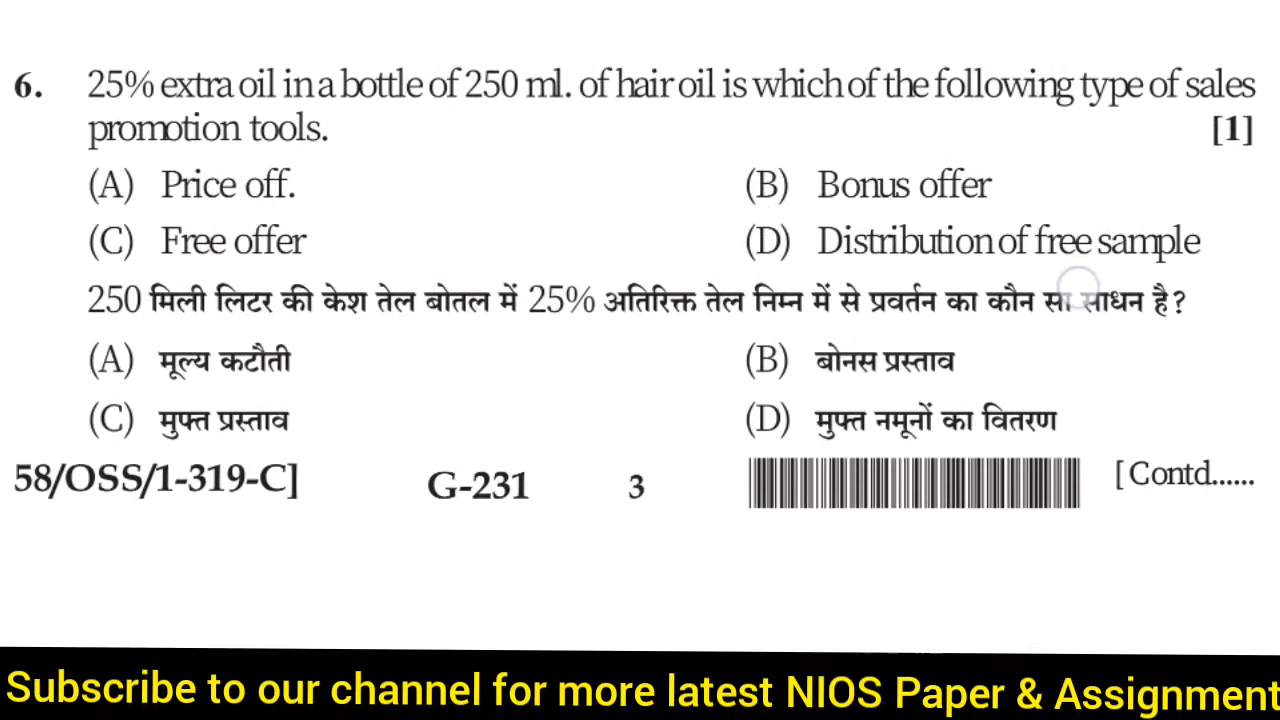 6. 25% extra oil in a bottle of 250 ml. of hair oil is which of the following type of sales
promotion tools. [1]
(A) Price off. (B) Bonus offer
(C) Free offer (D) Distribution of free sample
250 मिली लिटर की केश तेल बोतल में 25% अतिरिक्त तेल निम्न में से प्रवर्तन का कौन सा साधन है?
(A) मूल्य कटौती (B) बोनस प्रस्ताव
(C) मुफ्त प्रस्ताव (D) मुफ्त नमूनों का वितरण
58/OSS/1-319-C] G-231 3 [ Contd......
Subscribe to our channel for more latest NIOS Paper & Assignment